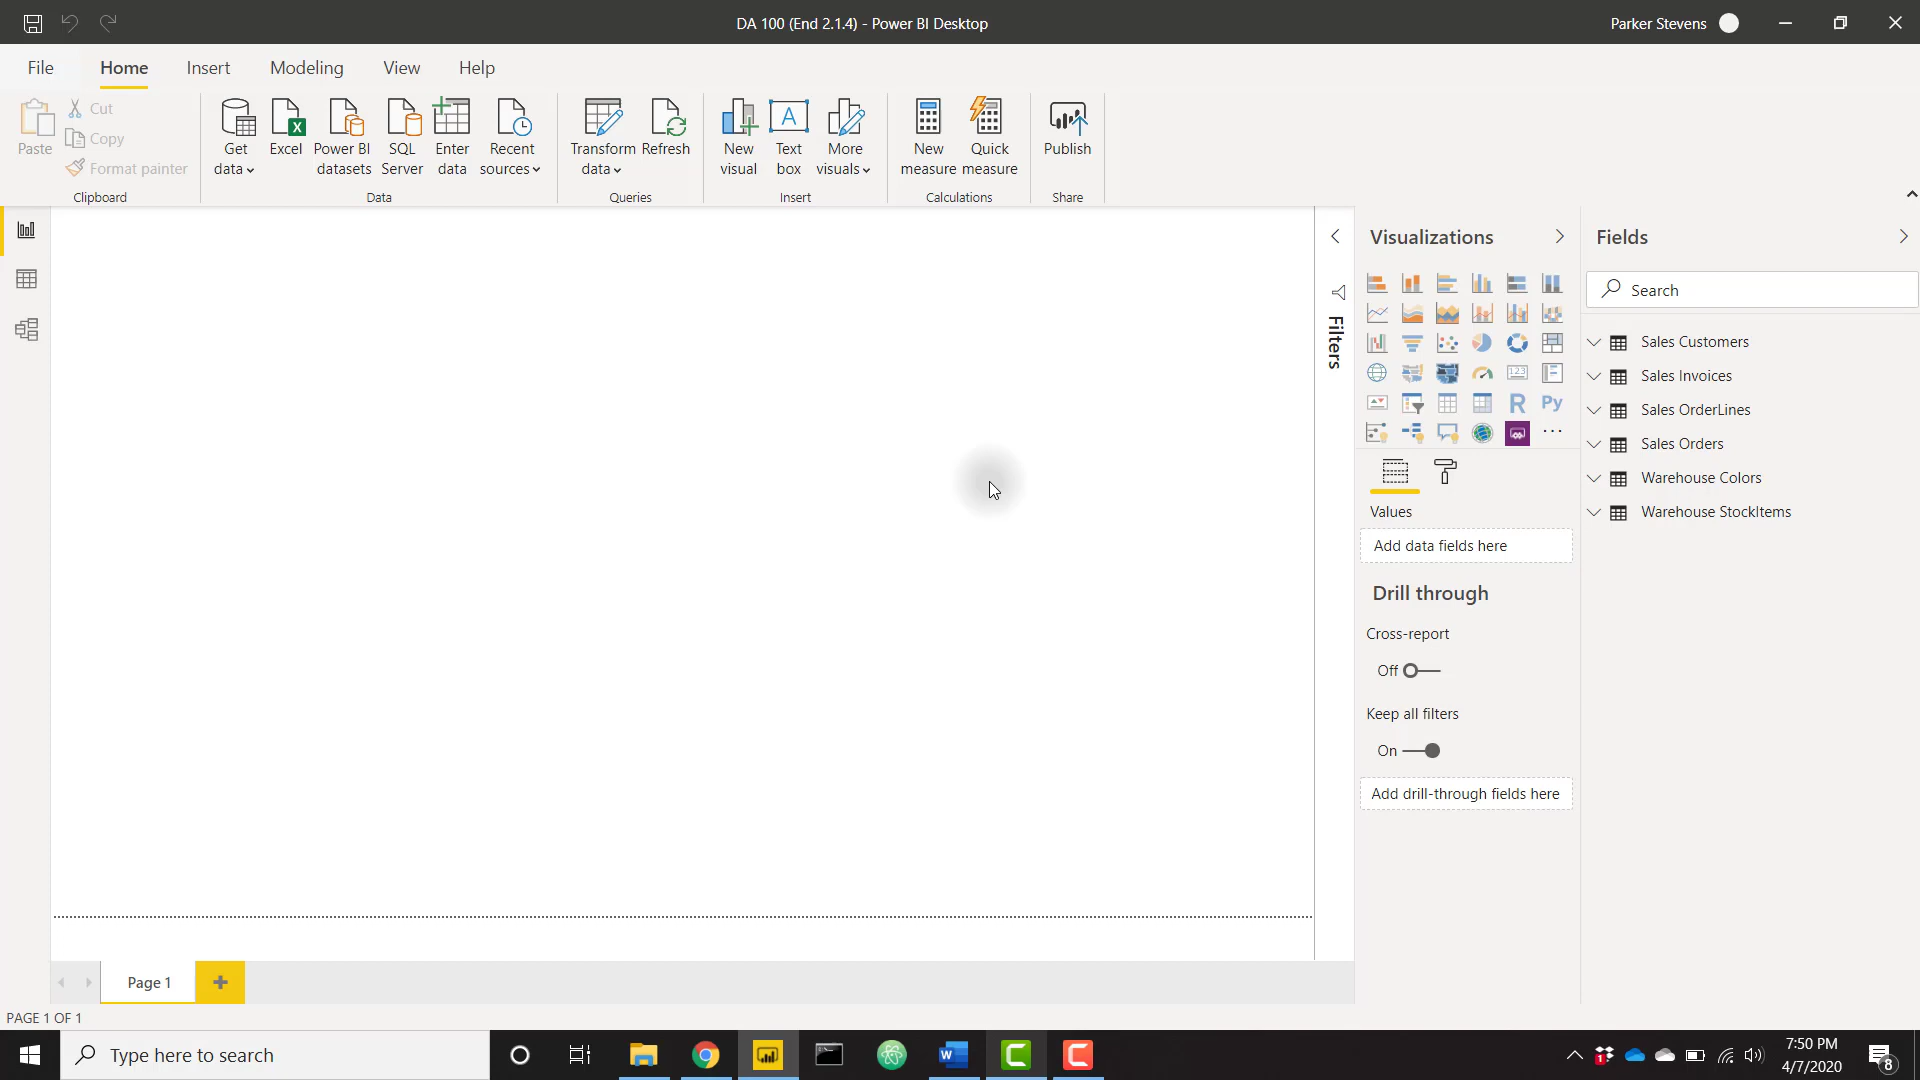 DA 100 (End 2.1.4) - Power BI Desktop
Parker Stevens
File Home Insert Modeling View Help
Paste
Cut
Copy
Format painter
Clipboard
Get data
Excel
Power BI datasets
SQL Server
Enter data
Recent sources
Data
Transform data
Refresh
Queries
New visual
Text box
More visuals
Insert
New measure
Quick measure
Calculations
Publish
Share
Filters
Visualizations
R
Py
123
Values
Add data fields here
Drill through
Cross-report
Off
Keep all filters
On
Add drill-through fields here
Fields
Search
Sales Customers
Sales Invoices
Sales OrderLines
Sales Orders
Warehouse Colors
Warehouse StockItems
Page 1
PAGE 1 OF 1
Type here to search
7:50 PM
4/7/2020
8